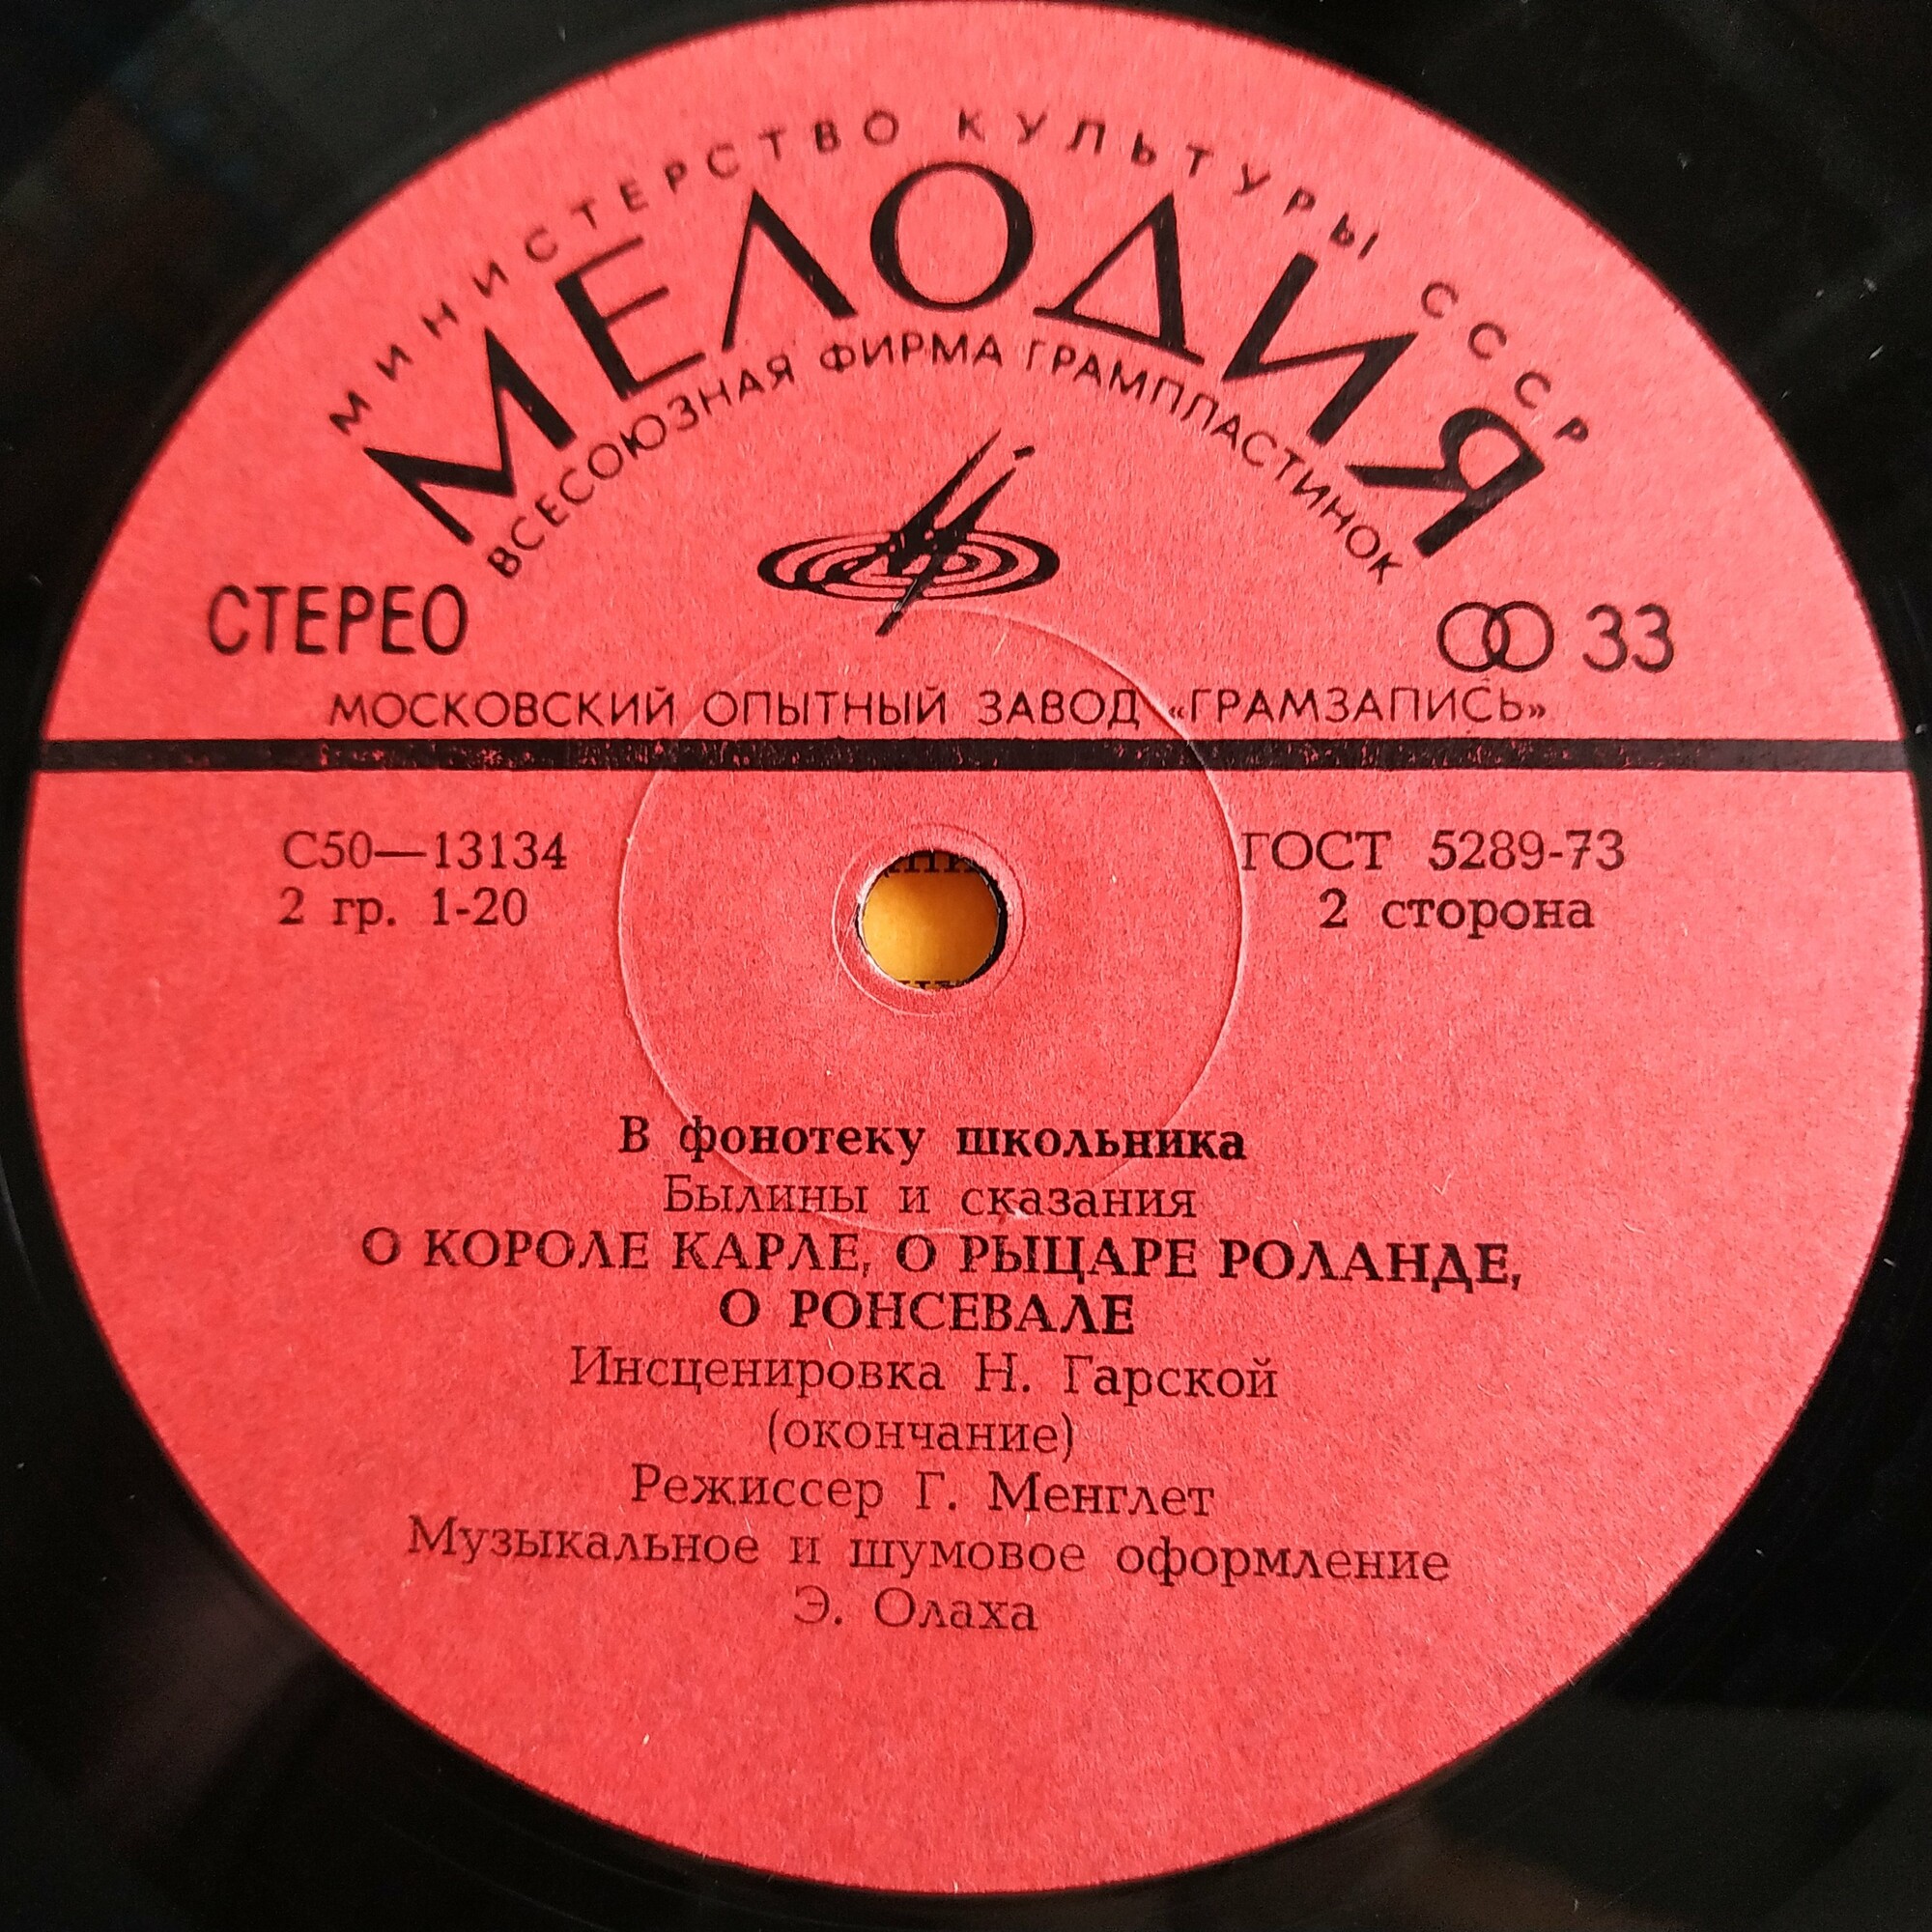 МИНИСТЕРСТВО КУЛЬТУРЫ СССР
МЕЛОДИЯ
ВСЕСОЮЗНАЯ ФИРМА ГРАМПЛАСТИНОК
СТЕРЕО
33
МОСКОВСКИЙ ОПЫТНЫЙ ЗАВОД «ГРАМЗАПИСЬ»
С50—13134
ГОСТ 5289-73
2 гр. 1-20
2 сторона
В фонотеку школьника
Былины и сказания
О КОРОЛЕ КАРЛЕ, О РЫЦАРЕ РОЛАНДЕ,
О РОНСЕВАЛЕ
Инсценировка Н. Гарской
(окончание)
Режиссер Г. Менглет
Музыкальное и шумовое оформление
Э. Олаха